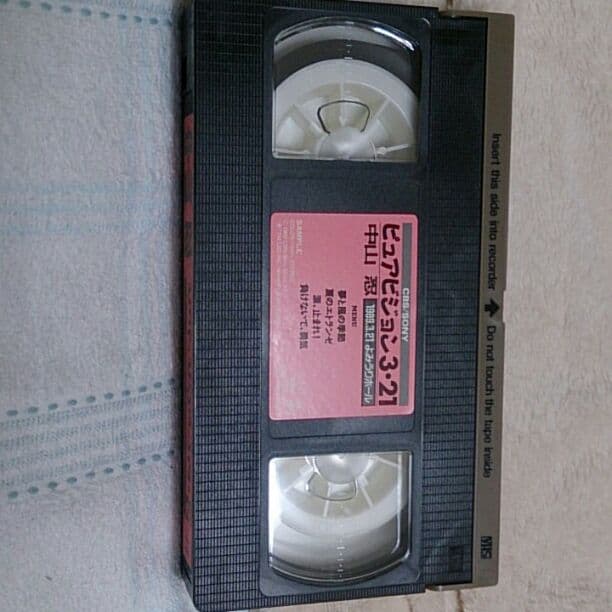 Insert this side into recorder ↑ Do not touch the tape inside
VHS
CBS/SONY
ピュアビジョン3・21
中山 忍 1989.3.21 よみうりホール
MENU
夢と風の季節
夏のエトランゼ
涙、止まれ!
負けないで、勇気
SAMPLE